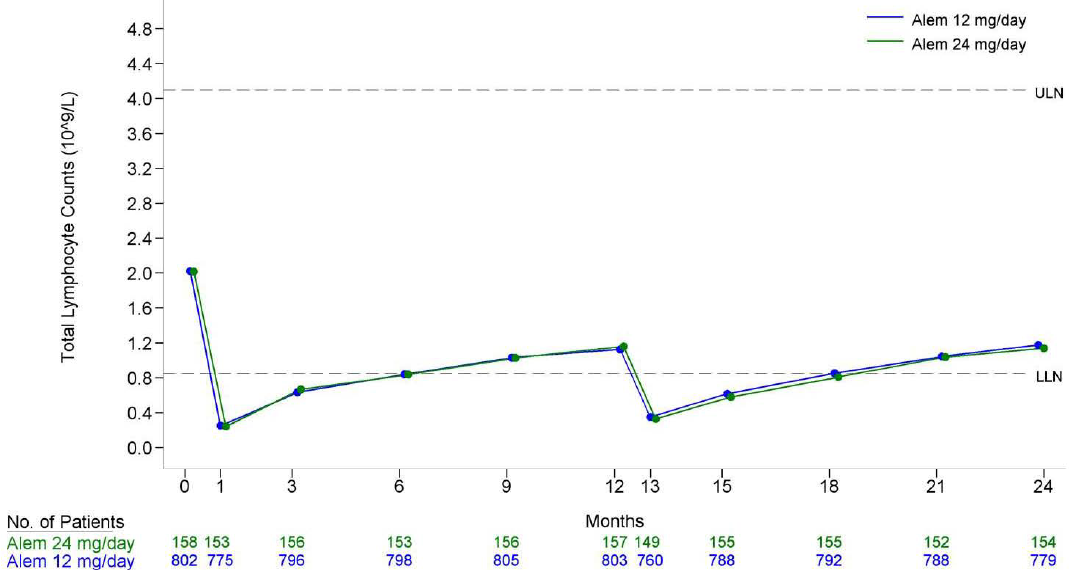 Alem 12 mg/day
Alem 24 mg/day
Total Lymphocyte Counts (10^9/L)
4.8
4.4
4.0
3.6
3.2
2.8
2.4
2.0
1.6
1.2
0.8
0.4
0.0
ULN
LLN
0 1 3 6 9 12 13 15 18 21 24
No. of Patients Months
Alem 24 mg/day 158 153 156 153 156 157 149 155 155 152 154
Alem 12 mg/day 802 775 796 798 805 803 760 788 792 788 779